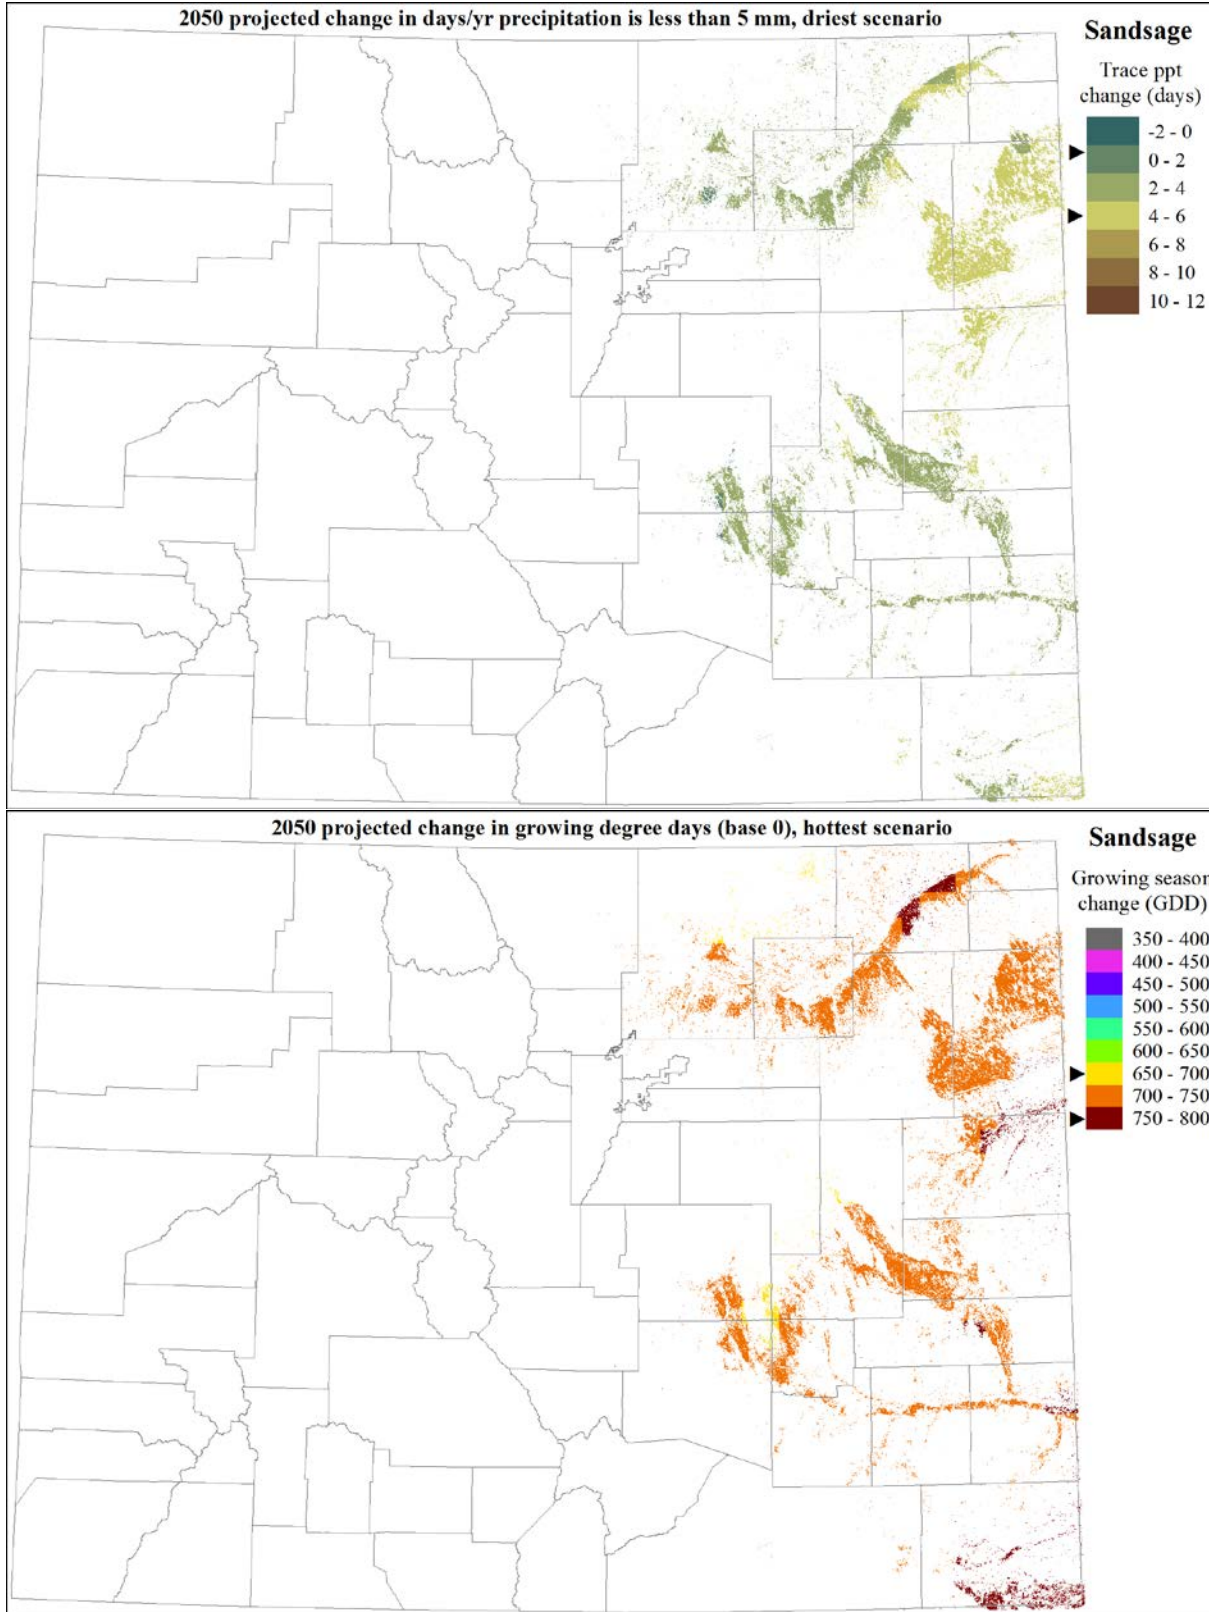 2050 projected change in days/yr precipitation is less than 5 mm, driest scenario
Sandsage
Trace ppt
change (days)
-2 - 0
0 - 2
2 - 4
4 - 6
6 - 8
8 - 10
10 - 12
2050 projected change in growing degree days (base 0), hottest scenario
Sandsage
Growing season
change (GDD)
350 - 400
400 - 450
450 - 500
500 - 550
550 - 600
600 - 650
650 - 700
700 - 750
750 - 800